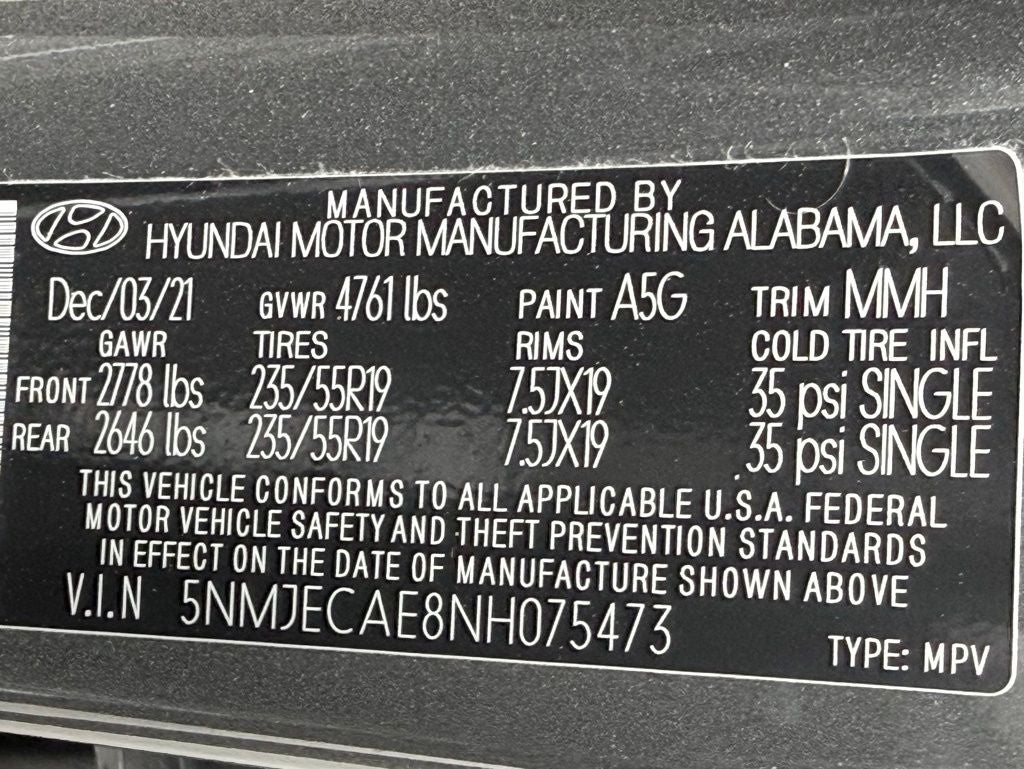 MANUFACTURED BY
HYUNDAI MOTOR MANUFACTURING ALABAMA, LLC
Dec/03/21 GVWR 4761 lbs PAINT A5G TRIM MMH
GAWR TIRES RIMS COLD TIRE INFL
FRONT 2778 lbs 235/55R19 7.5JX19 35 psi SINGLE
REAR 2646 lbs 235/55R19 7.5JX19 35 psi SINGLE
THIS VEHICLE CONFORMS TO ALL APPLICABLE U.S.A. FEDERAL
MOTOR VEHICLE SAFETY AND THEFT PREVENTION STANDARDS
IN EFFECT ON THE DATE OF MANUFACTURE SHOWN ABOVE
V.I.N 5NMJECAE8NH075473
TYPE: MPV